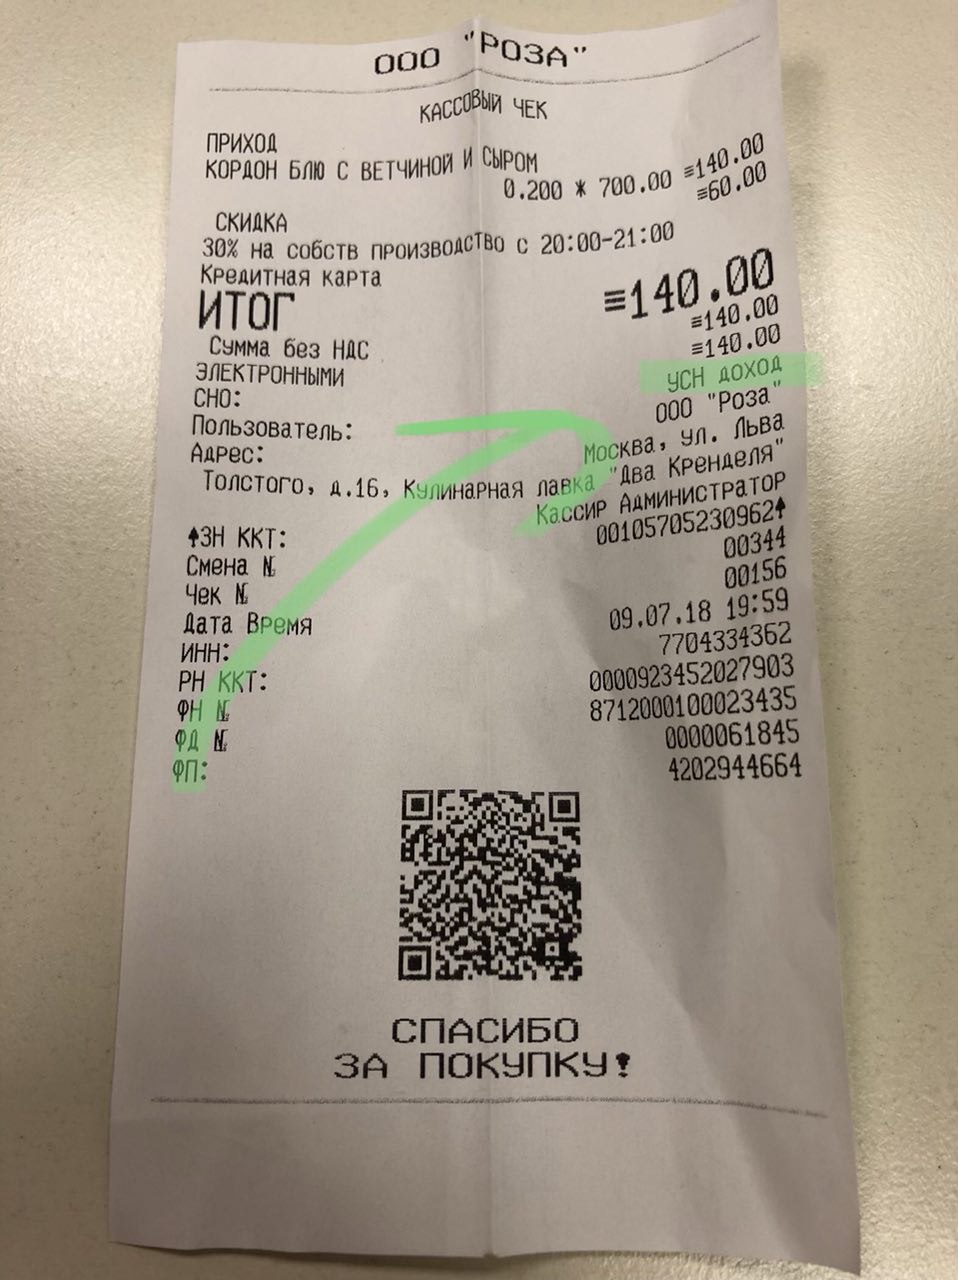 ООО "РОЗА"
КАССОВЫЙ ЧЕК
ПРИХОД
КОРДОН БЛЮ С ВЕТЧИНОЙ И СЫРОМ
0.200 * 700.00 ≡140.00
≡60.00
СКИДКА
30% на собств производство с 20:00-21:00
Кредитная карта
ИТОГ ≡140.00
Сумма без НДС ≡140.00
ЭЛЕКТРОННЫМИ ≡140.00
СНО: УСН ДОХОД
Пользователь: ООО "Роза"
Адрес: Москва, ул. Льва
Толстого, д.16, Кулинарная лавка "Два Кренделя"
Кассир Администратор
ЗН ККТ: 00105705230962
Смена № 00344
Чек № 00156
Дата Время 09.07.18 19:59
ИНН: 7704334362
РН ККТ: 0000923452027903
ФН № 8712000100023435
ФД № 0000061845
ФП: 4202944664
СПАСИБО
ЗА ПОКУПКУ!